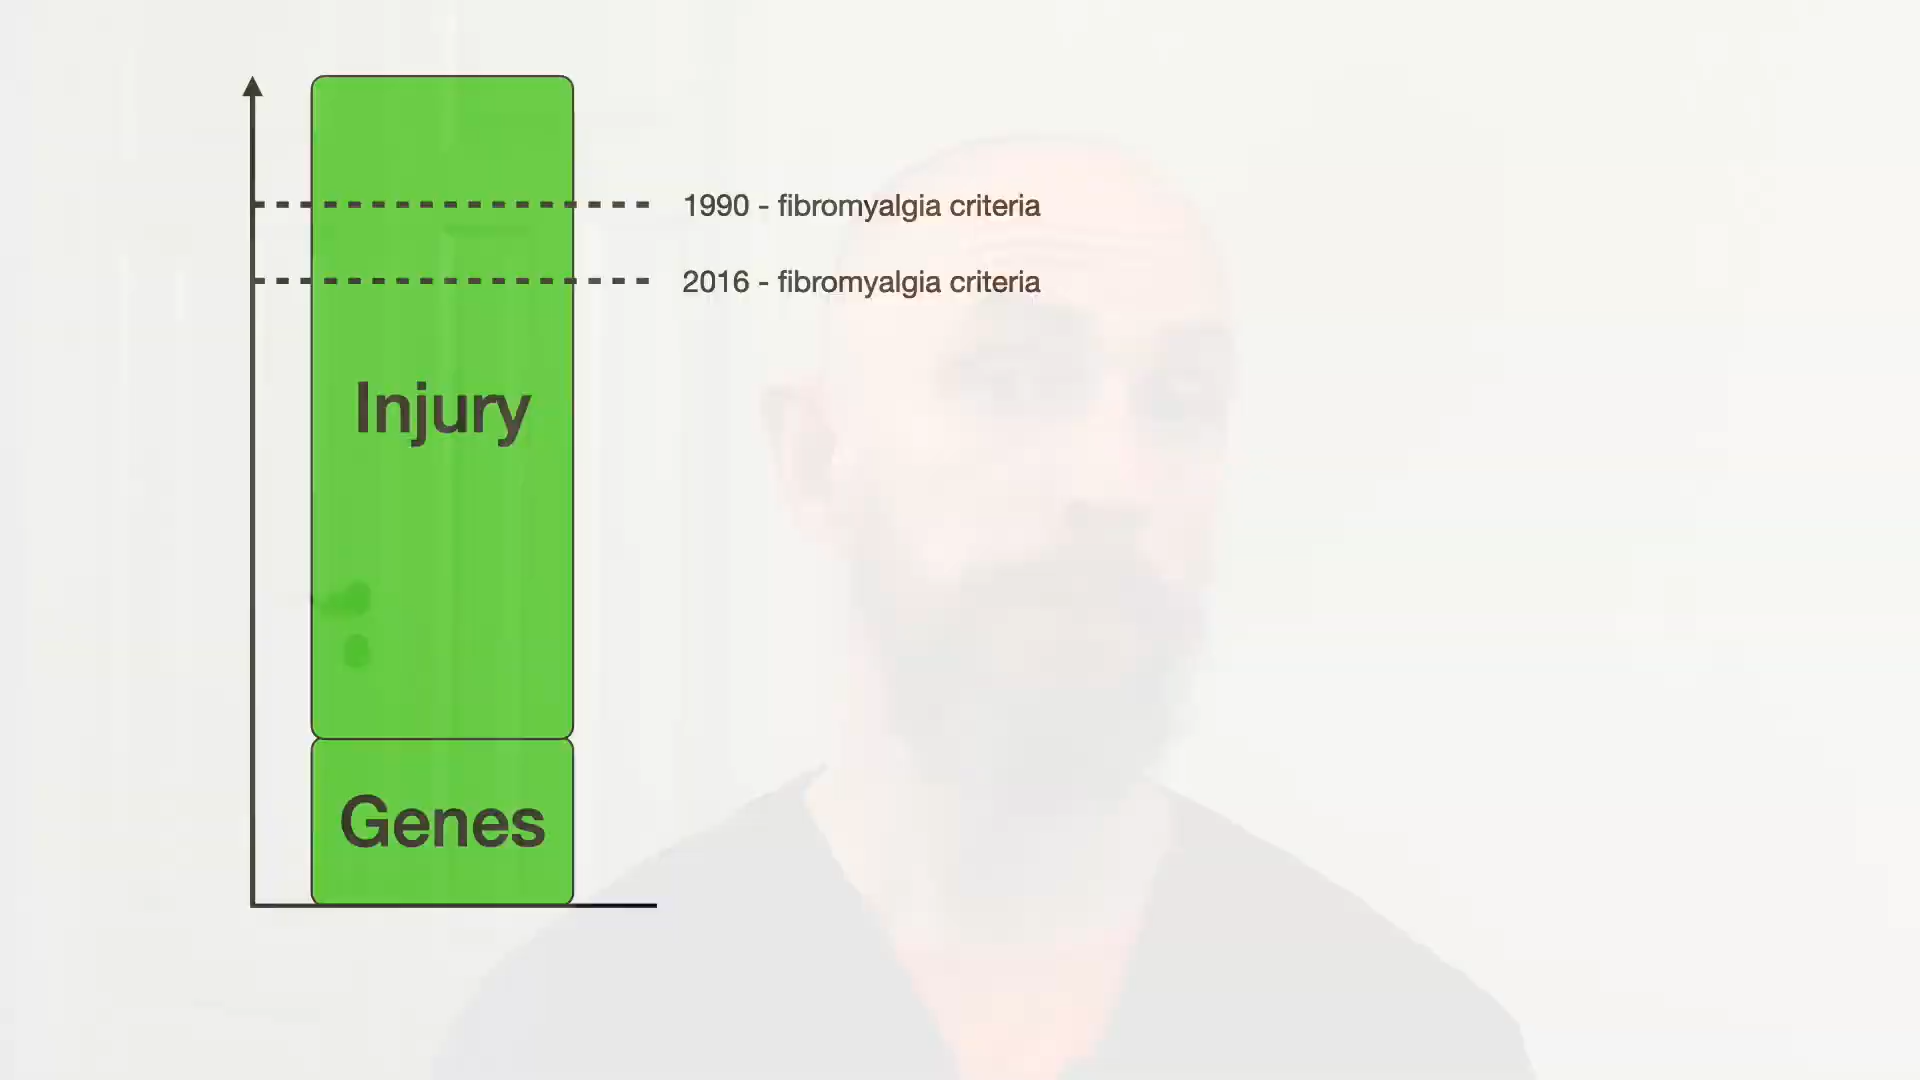 1990 - fibromyalgia criteria
2016 - fibromyalgia criteria
Injury
Genes